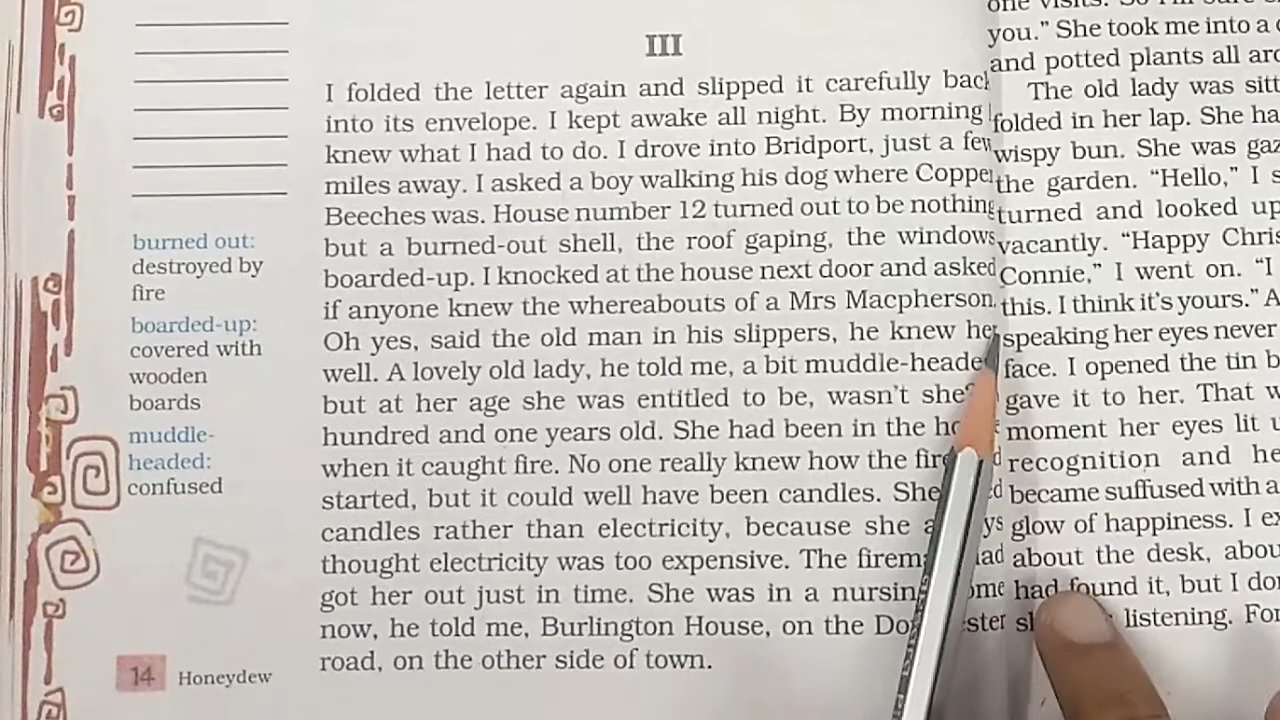 III
I folded the letter again and slipped it carefully back
into its envelope. I kept awake all night. By morning I
knew what I had to do. I drove into Bridport, just a few
miles away. I asked a boy walking his dog where Copper
Beeches was. House number 12 turned out to be nothing
but a burned-out shell, the roof gaping, the windows
boarded-up. I knocked at the house next door and asked
if anyone knew the whereabouts of a Mrs Macpherson.
Oh yes, said the old man in his slippers, he knew her
well. A lovely old lady, he told me, a bit muddle-headed
but at her age she was entitled to be, wasn't she?
hundred and one years old. She had been in the
when it caught fire. No one really knew how the fire
started, but it could well have been candles. She
candles rather than electricity, because she
thought electricity was too expensive. The had
got her out just in time. She was in a nursing home
now, he told me, Burlington House, on the
road, on the other side of town.
burned out:
destroyed by
fire
boarded-up:
covered with
wooden
boards
muddle-
headed:
confused
14 Honeydew
one visits. So I'm sure
you." She took me into a
and potted plants all
The old lady was
folded in her lap. She
wispy bun. She was
the garden. "Hello," I
turned and looked up
vacantly. "Happy
Connie," I went on. "I
this. I think it's yours."
speaking her eyes never
face. I opened the tin
gave it to her. That
moment her eyes lit
recognition and
became suffused with a
glow of happiness. I
about the desk,
had found it, but I
listening. For